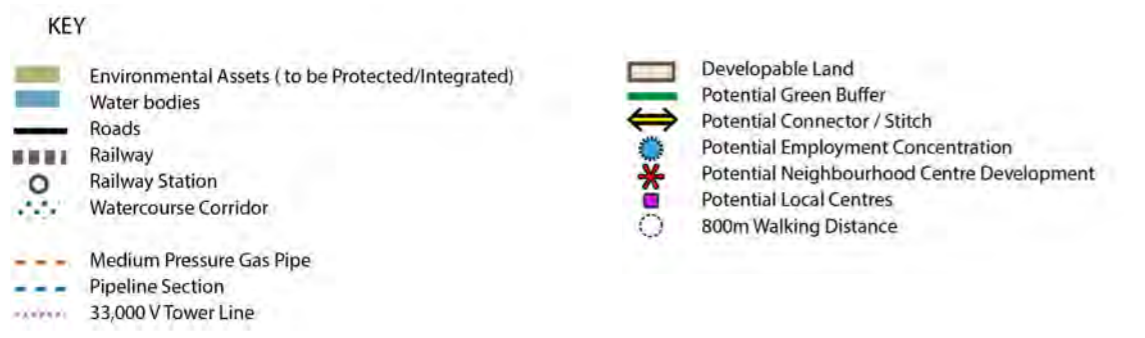 KEY
Environmental Assets ( to be Protected/Integrated)
Water bodies
Roads
Railway
Railway Station
Watercourse Corridor
Medium Pressure Gas Pipe
Pipeline Section
33,000 V Tower Line
Developable Land
Potential Green Buffer
Potential Connector / Stitch
Potential Employment Concentration
Potential Neighbourhood Centre Development
Potential Local Centres
800m Walking Distance